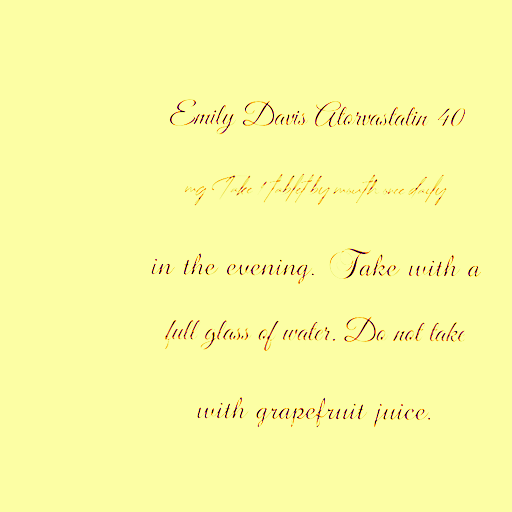 Emily Davis Atorvastatin 40
mg Take 1 tablet by mouth once daily
in the evening. Take with a
full glass of water. Do not take
with grapefruit juice.